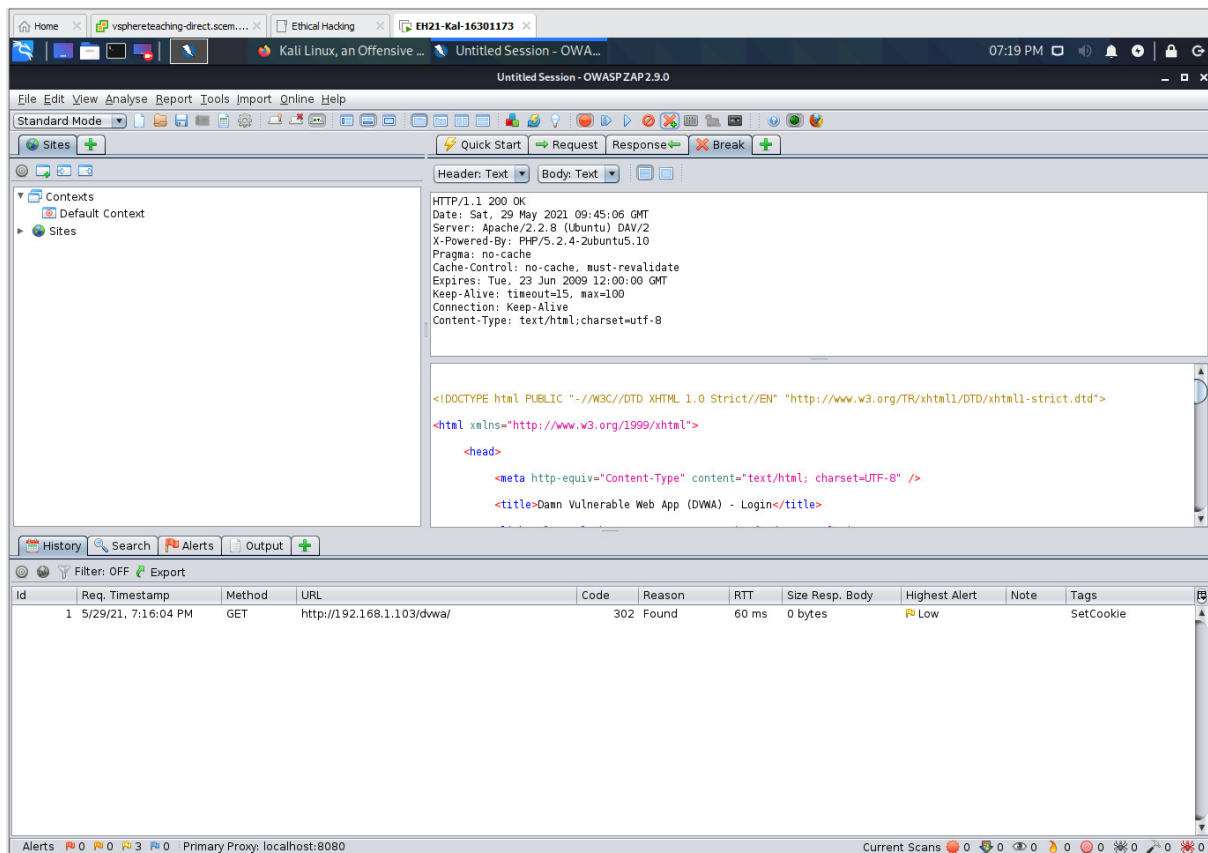 Home vsphereteaching-direct.scem.... Ethical Hacking EH21-Kal-16301173
Kali Linux, an Offensive ... Untitled Session - OWA... 07:19 PM
Untitled Session - OWASP ZAP 2.9.0
File Edit View Analyse Report Tools Import Online Help
Standard Mode
Sites Quick Start Request Response Break
Header: Text Body: Text
Contexts
Default Context
Sites
HTTP/1.1 200 OK
Date: Sat, 29 May 2021 09:45:06 GMT
Server: Apache/2.2.8 (Ubuntu) DAV/2
X-Powered-By: PHP/5.2.4-2ubuntu5.10
Pragma: no-cache
Cache-Control: no-cache, must-revalidate
Expires: Tue, 23 Jun 2009 12:00:00 GMT
Keep-Alive: timeout=15, max=100
Connection: Keep-Alive
Content-Type: text/html;charset=utf-8
<!DOCTYPE html PUBLIC "-//W3C//DTD XHTML 1.0 Strict//EN" "http://www.w3.org/TR/xhtml1/DTD/xhtml1-strict.dtd">
<html xmlns="http://www.w3.org/1999/xhtml">
<head>
<meta http-equiv="Content-Type" content="text/html; charset=UTF-8" />
<title>Damn Vulnerable Web App (DVWA) - Login</title>
History Search Alerts Output
Filter: OFF Export
Id Req. Timestamp Method URL Code Reason RTT Size Resp. Body Highest Alert Note Tags
1 5/29/21, 7:16:04 PM GET http://192.168.1.103/dvwa/ 302 Found 60 ms 0 bytes Low SetCookie
Alerts 0 0 3 0 Primary Proxy: localhost:8080 Current Scans 0 0 0 0 0 0 0 0